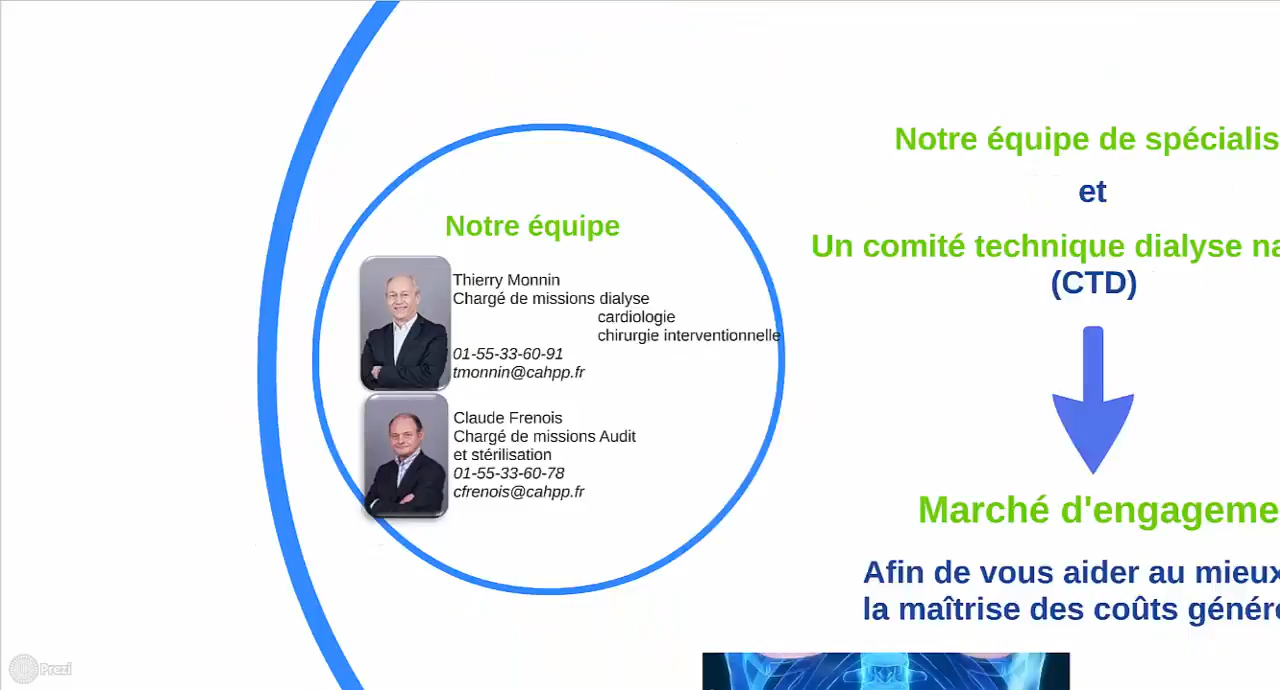 Notre équipe
Thierry Monnin
Chargé de missions dialyse
cardiologie
chirurgie interventionnelle
01-55-33-60-91
tmonnin@cahpp.fr
Claude Frenois
Chargé de missions Audit
et stérilisation
01-55-33-60-78
cfrenois@cahpp.fr
Notre équipe de spécialis
et
Un comité technique dialyse na
(CTD)
Marché d'engageme
Afin de vous aider au mieux
la maîtrise des coûts génér
Prezi